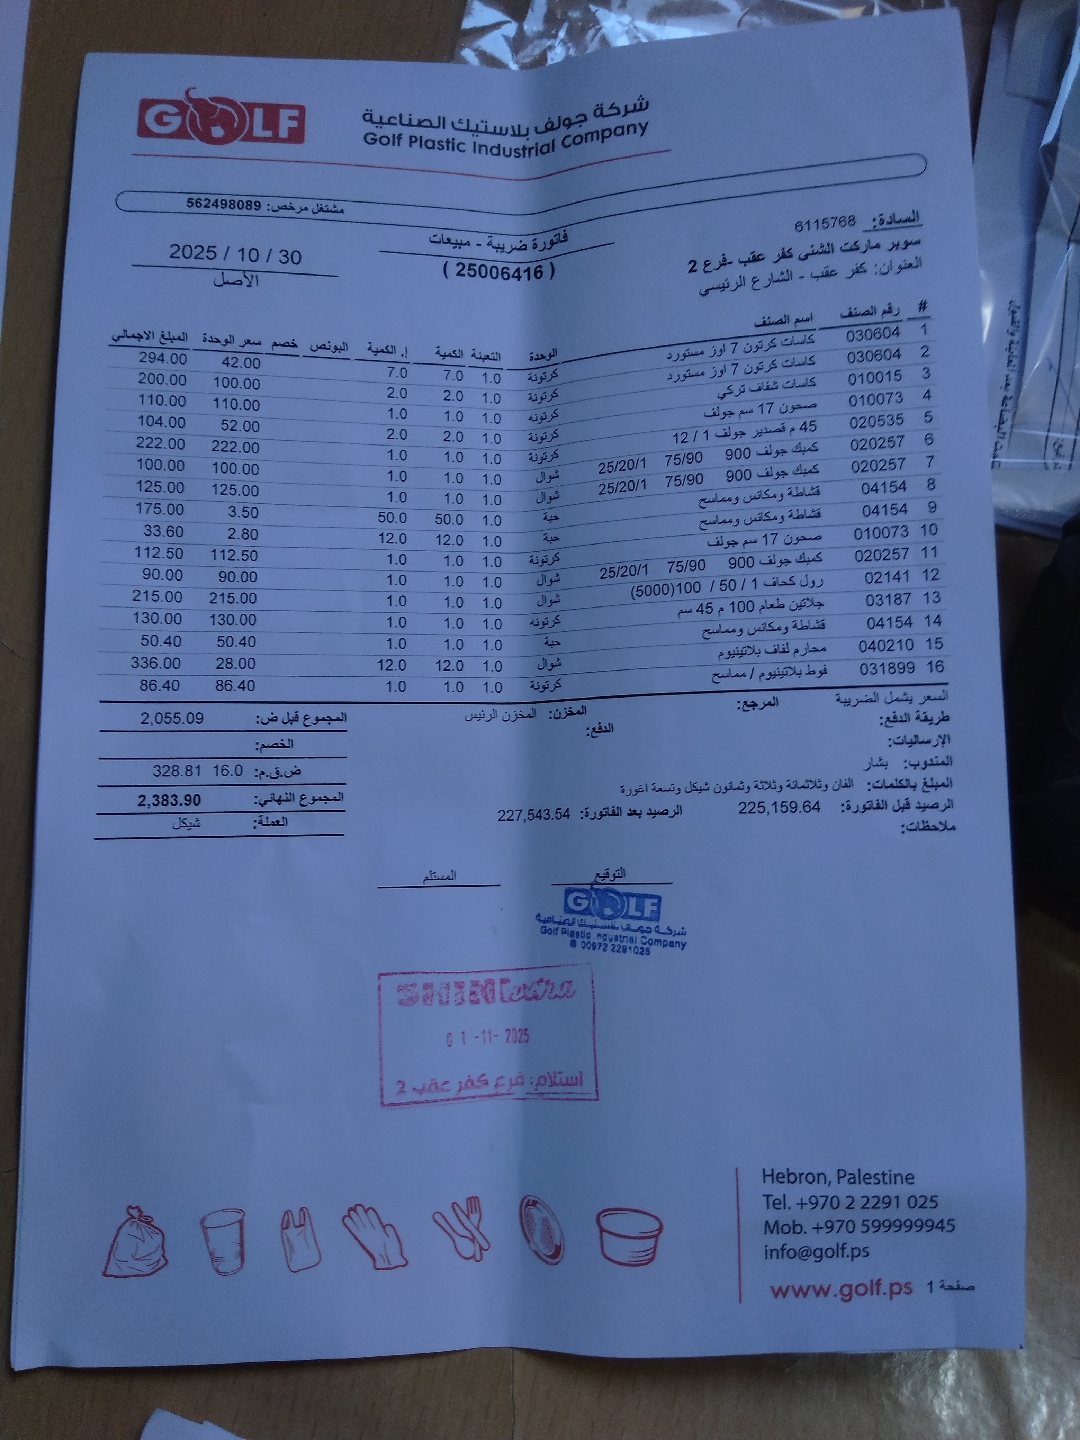 GOLF
شركة جولف بلاستيك الصناعية
Golf Plastic Industrial Company
مشتغل مرخص: 562498089
السادة: 6115768
سوبر ماركت الشني كفر عقب -فرع 2
العنوان: كفر عقب - الشارع الرئيسي
فاتورة ضريبة - مبيعات
( 25006416 )
2025 / 10 / 30
الأصل
# رقم الصنف اسم الصنف الوحدة التعبئة الكمية إ. الكمية البونص خصم سعر الوحدة المبلغ الاجمالي
1 030604 كاسات كرتون 7 اوز مستورد كرتونة 1.0 7.0 7.0 42.00 294.00
2 030604 كاسات كرتون 7 اوز مستورد كرتونة 1.0 2.0 2.0 100.00 200.00
3 010015 كاسات شفاف تركي كرتونه 1.0 1.0 1.0 110.00 110.00
4 010073 صحون 17 سم جولف كرتونة 1.0 2.0 2.0 52.00 104.00
5 020535 45 م قصدير جولف 1 / 12 كرتونة 1.0 1.0 1.0 222.00 222.00
6 020257 كمبك جولف 900 75/90 25/20/1 شوال 1.0 1.0 1.0 100.00 100.00
7 020257 كمبك جولف 900 75/90 25/20/1 شوال 1.0 1.0 1.0 125.00 125.00
8 04154 قشاطة ومكانس ومماسح حبة 1.0 50.0 50.0 3.50 175.00
9 04154 قشاطة ومكانس ومماسح حبة 1.0 12.0 12.0 2.80 33.60
10 010073 صحون 17 سم جولف كرتونة 1.0 1.0 1.0 112.50 112.50
11 020257 كمبك جولف 900 75/90 25/20/1 شوال 1.0 1.0 1.0 90.00 90.00
12 02141 رول كحاف 1 / 50 / 100(5000) شوال 1.0 1.0 1.0 215.00 215.00
13 03187 جلاتين طعام 100 م 45 سم كرتونه 1.0 1.0 1.0 130.00 130.00
14 04154 قشاطة ومكانس ومماسح حبة 1.0 1.0 1.0 50.40 50.40
15 040210 محارم لفاف بلاتينيوم شوال 1.0 12.0 12.0 28.00 336.00
16 031899 فوط بلاتينيوم / مماسح كرتونة 1.0 1.0 1.0 86.40 86.40
السعر يشمل الضريبة المرجع: المخزن: المخزن الرئيس
طريقة الدفع: الدفع:
الإرساليات:
المندوب: بشار
المبلغ بالكلمات: الفان وثلاثمائة وثلاثة وثمانون شيكل وتسعة اغورة
الرصيد قبل الفاتورة: 225,159.64 الرصيد بعد الفاتورة: 227,543.54
ملاحظات:
المجموع قبل ض: 2,055.09
الخصم:
ض.ق.م: 16.0 328.81
المجموع النهائي: 2,383.90
العملة: شيكل
التوقيع المستلم
GOLF
شركة جولف بلاستيك الصناعية
Golf Plastic Industrial Company
00972 2291025
SHINI
01 -11- 2025
استلام: فرع كفر عقب 2
Hebron, Palestine
Tel. +970 2 2291 025
Mob. +970 599999945
info@golf.ps
www.golf.ps
صفحة 1